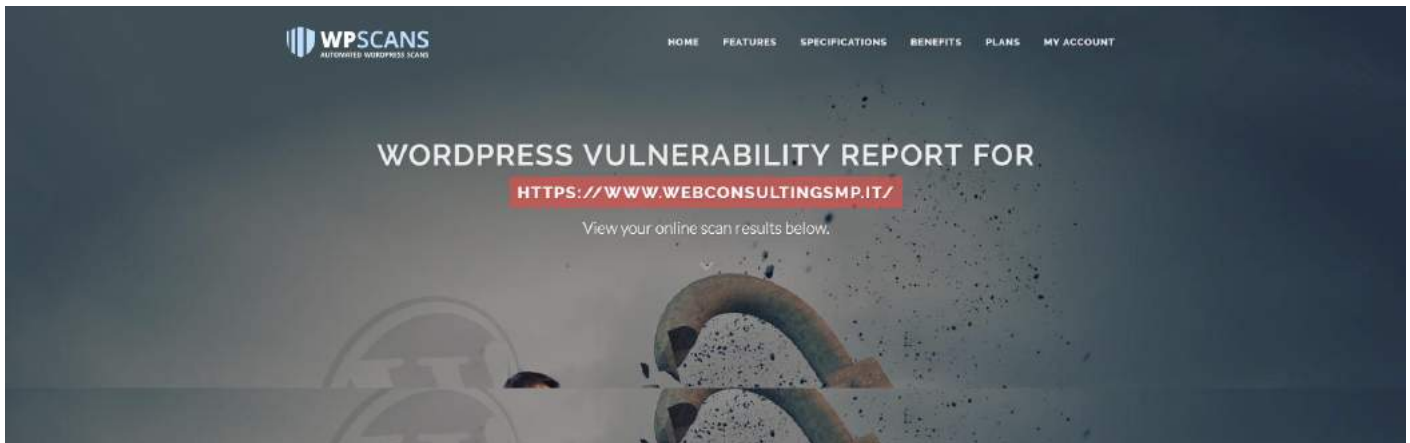 WPSCANS
AUTOMATED WORDPRESS SCANS
HOME FEATURES SPECIFICATIONS BENEFITS PLANS MY ACCOUNT
WORDPRESS VULNERABILITY REPORT FOR
HTTPS://WWW.WEBCONSULTINGSMP.IT/
View your online scan results below.